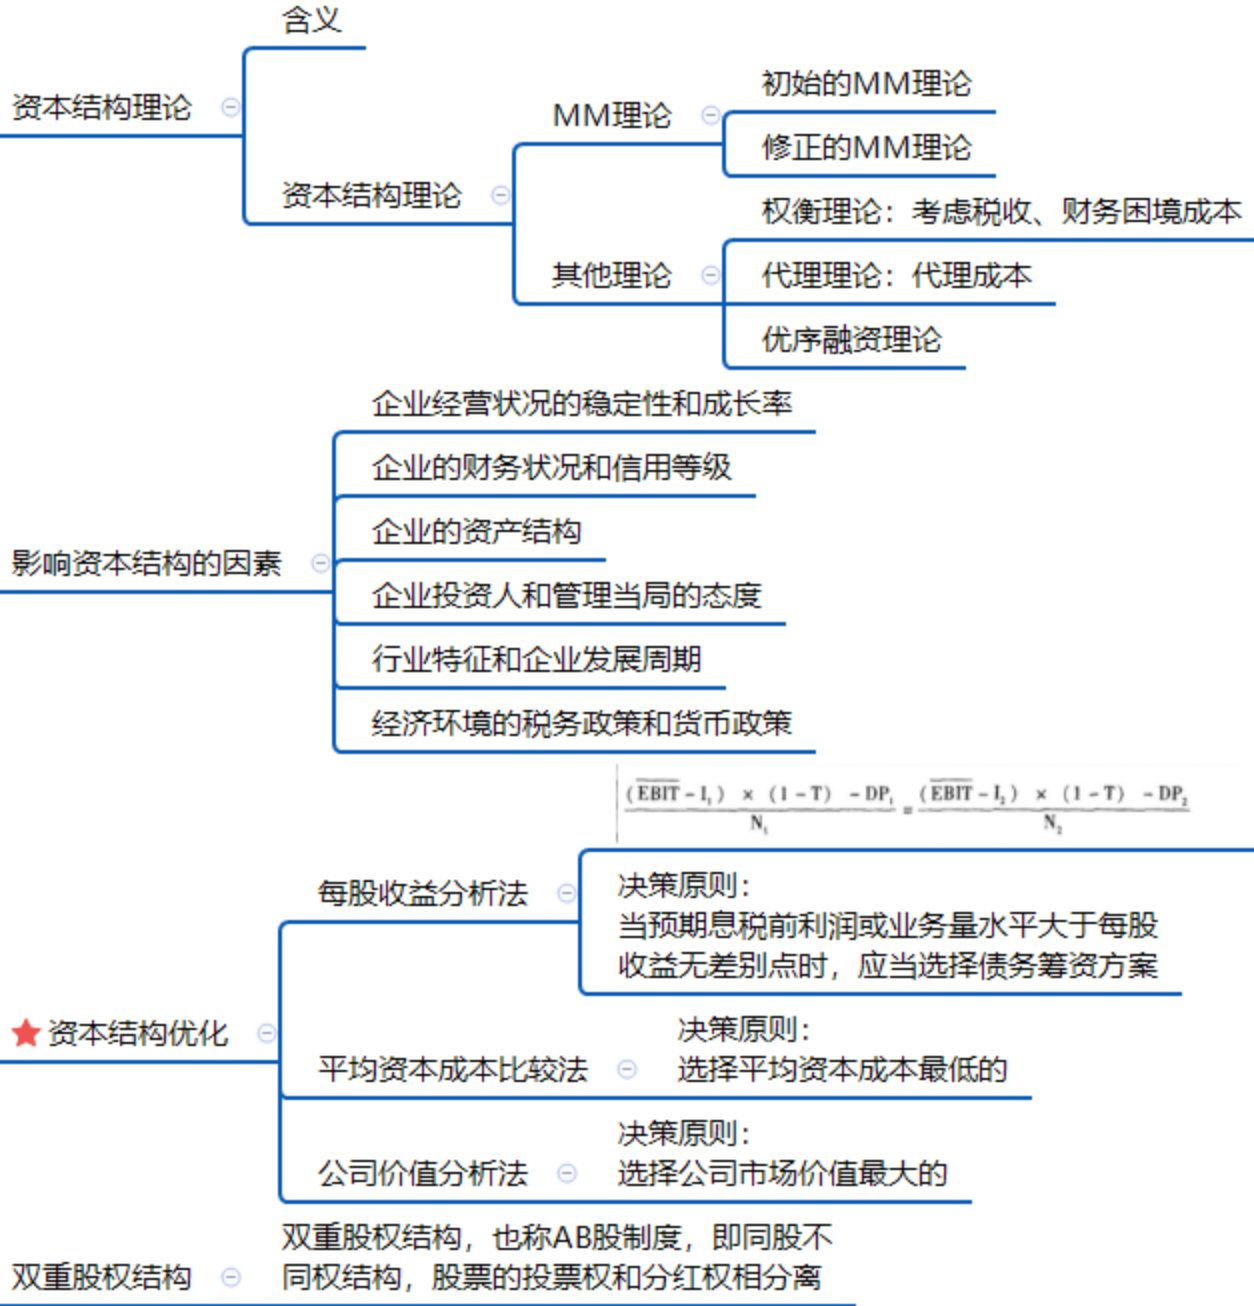 含义
资本结构理论
资本结构理论
MM理论
初始的MM理论
修正的MM理论
其他理论
权衡理论：考虑税收、财务困境成本
代理理论：代理成本
优序融资理论
影响资本结构的因素
企业经营状况的稳定性和成长率
企业的财务状况和信用等级
企业的资产结构
企业投资人和管理当局的态度
行业特征和企业发展周期
经济环境的税务政策和货币政策
★ 资本结构优化
每股收益分析法
(EBIT－I₁) × (1－T) －DP₁ / N₁ = (EBIT－I₂) × (1－T) －DP₂ / N₂
决策原则：
当预期息税前利润或业务量水平大于每股
收益无差别点时，应当选择债务筹资方案
平均资本成本比较法
决策原则：
选择平均资本成本最低的
公司价值分析法
决策原则：
选择公司市场价值最大的
双重股权结构
双重股权结构，也称AB股制度，即同股不
同权结构，股票的投票权和分红权相分离